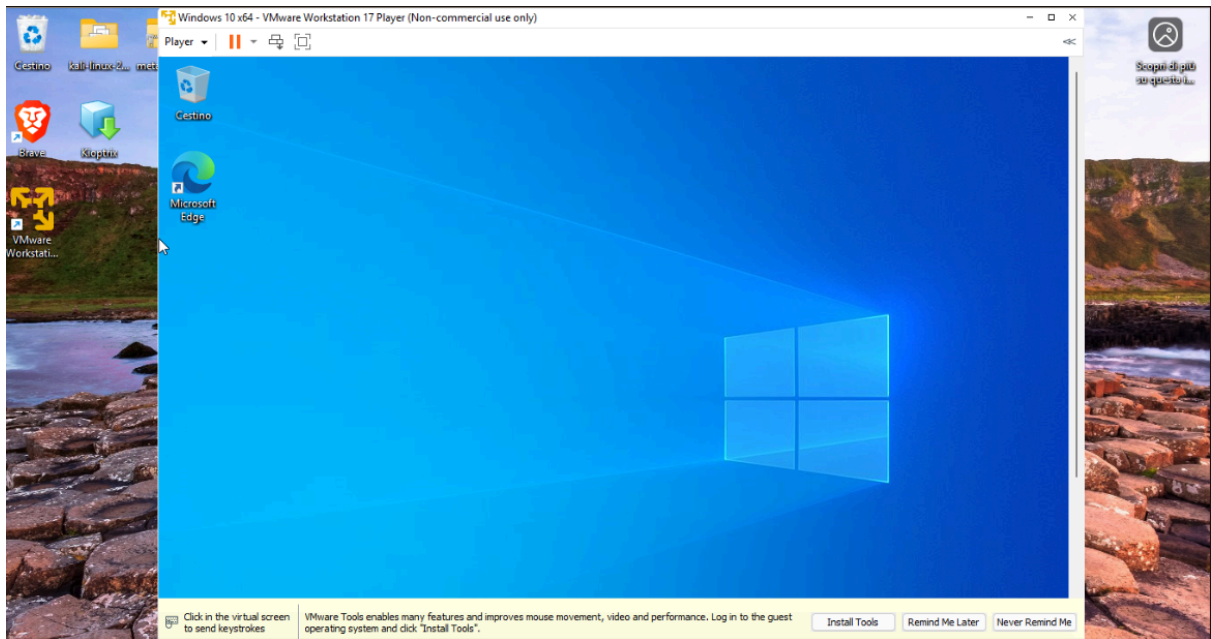 Windows 10 x64 - VMware Workstation 17 Player (Non-commercial use only)
Player
Cestino
kali-linux-2...
Brave
Kioptrix
VMware
Workstati...
Cestino
Microsoft
Edge
Scopri di più
su questa i...
Click in the virtual screen
to send keystrokes
VMware Tools enables many features and improves mouse movement, video and performance. Log in to the guest
operating system and click "Install Tools".
Install Tools
Remind Me Later
Never Remind Me